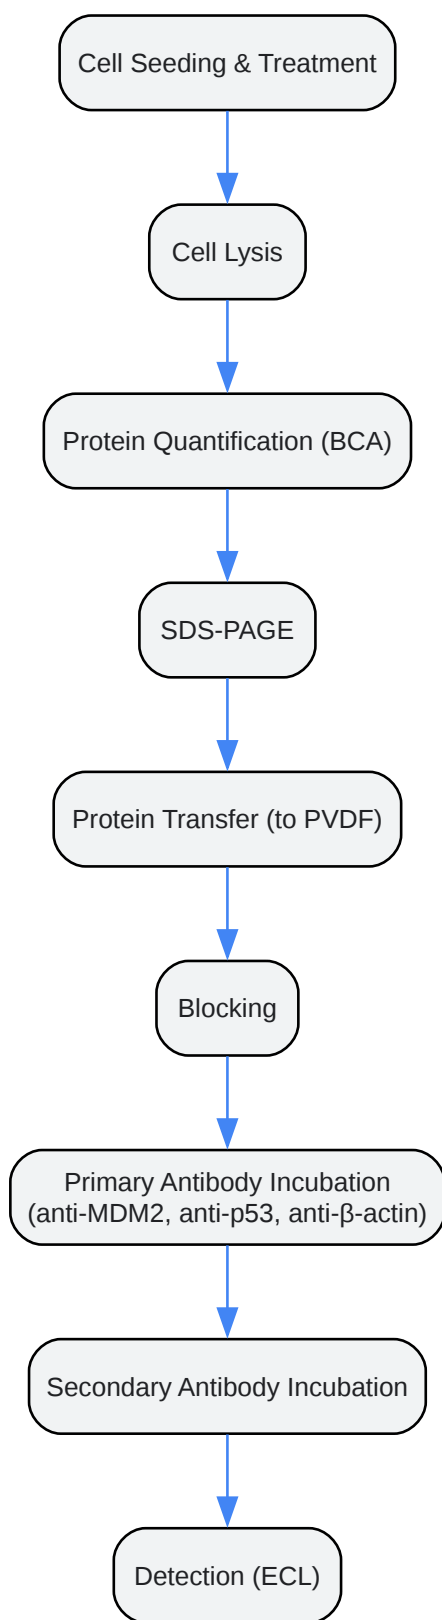 Cell Seeding & Treatment
Cell Lysis
Protein Quantification (BCA)
SDS-PAGE
Protein Transfer (to PVDF)
Blocking
Primary Antibody Incubation
(anti-MDM2, anti-p53, anti-β-actin)
Secondary Antibody Incubation
Detection (ECL)